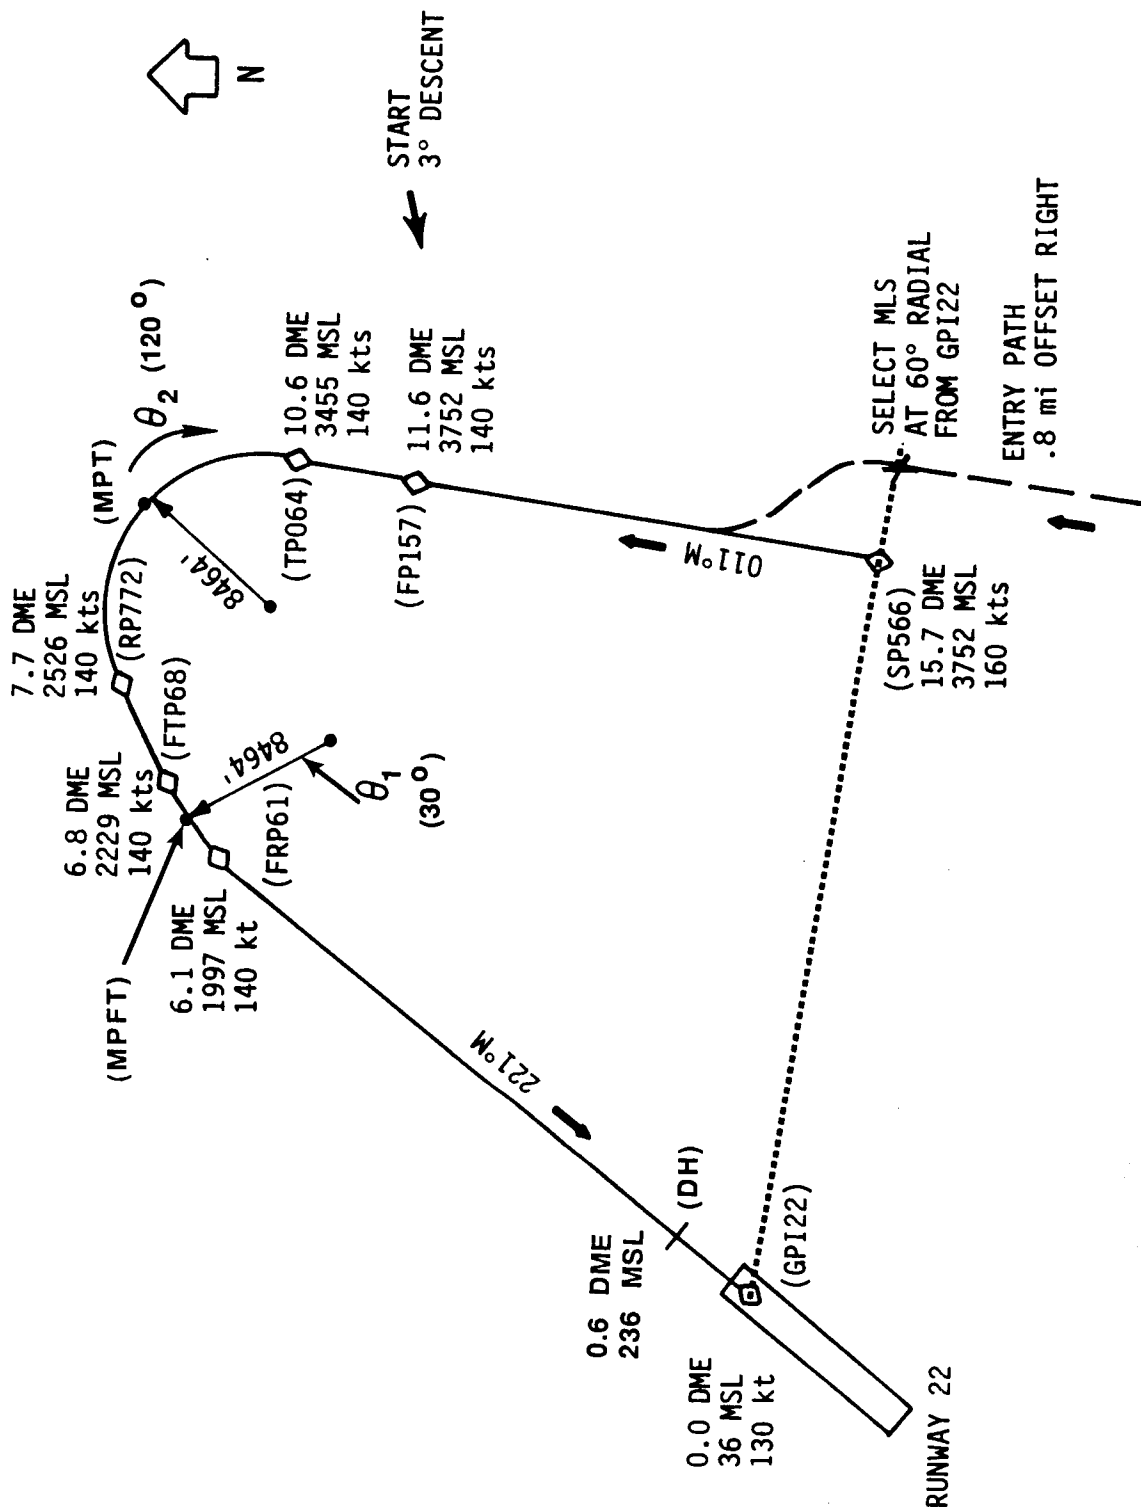 N
START
3° DESCENT
θ2 (120°)
(MPT)
10.6 DME
3455 MSL
140 kts
(TP064)
11.6 DME
3752 MSL
140 kts
(FP157)
7.7 DME
2526 MSL
140 kts
(RP772)
8464'
6.8 DME
2229 MSL
140 kts
(FTP68)
8464'
θ1
(30°)
(MPFT)
6.1 DME
1997 MSL
140 kt
(FRP61)
011°M
SELECT MLS
AT 60° RADIAL
FROM GPI22
ENTRY PATH
.8 mi OFFSET RIGHT
(SP566)
15.7 DME
3752 MSL
160 kts
221°M
(DH)
0.6 DME
236 MSL
(GPI22)
0.0 DME
36 MSL
130 kt
RUNWAY 22